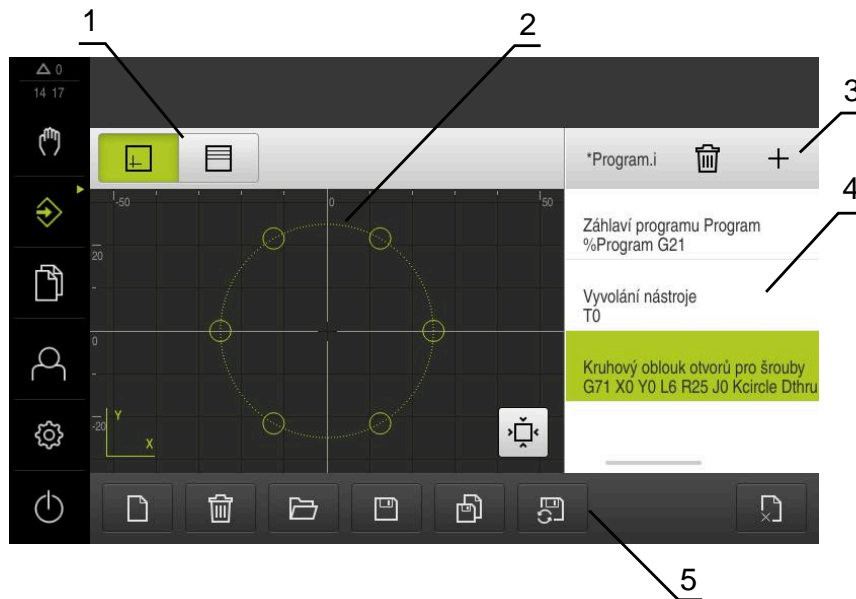 1
2
3
4
5
0
14 17
*Program.i
-50
0
50
20
0
-20
Y
X
Záhlaví programu Program
%Program G21
Vyvolání nástroje
T0
Kruhový oblouk otvorů pro šrouby
G71 X0 Y0 L6 R25 J0 Kcircle Dthru